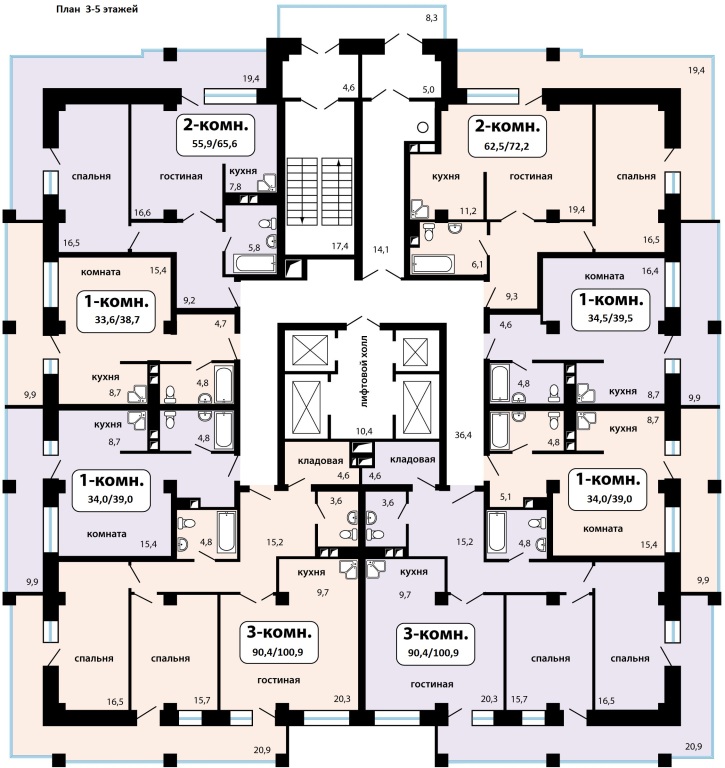 План 3-5 этажей
8,3
19,4
4,6
5,0
19,4
2-комн.
55,9/65,6
2-комн.
62,5/72,2
спальня
гостиная
кухня
7,8
16,6
16,5
5,8
17,4
14,1
кухня
гостиная
спальня
11,2
19,4
16,5
6,1
комната
15,4
9,2
9,3
комната
16,4
1-комн.
33,6/38,7
4,7
4,6
1-комн.
34,5/39,5
лифтовой холл
кухня
8,7
4,8
4,8
кухня
8,7
9,9
9,9
кухня
8,7
4,8
10,4
36,4
4,8
кухня
8,7
кладовая
4,6
кладовая
4,6
1-комн.
34,0/39,0
1-комн.
34,0/39,0
5,1
3,6
3,6
комната
15,4
4,8
15,2
15,2
4,8
комната
15,4
9,9
9,9
кухня
9,7
кухня
9,7
3-комн.
90,4/100,9
3-комн.
90,4/100,9
спальня
спальня
гостиная
гостиная
спальня
спальня
16,5
15,7
20,3
20,3
15,7
16,5
20,9
20,9